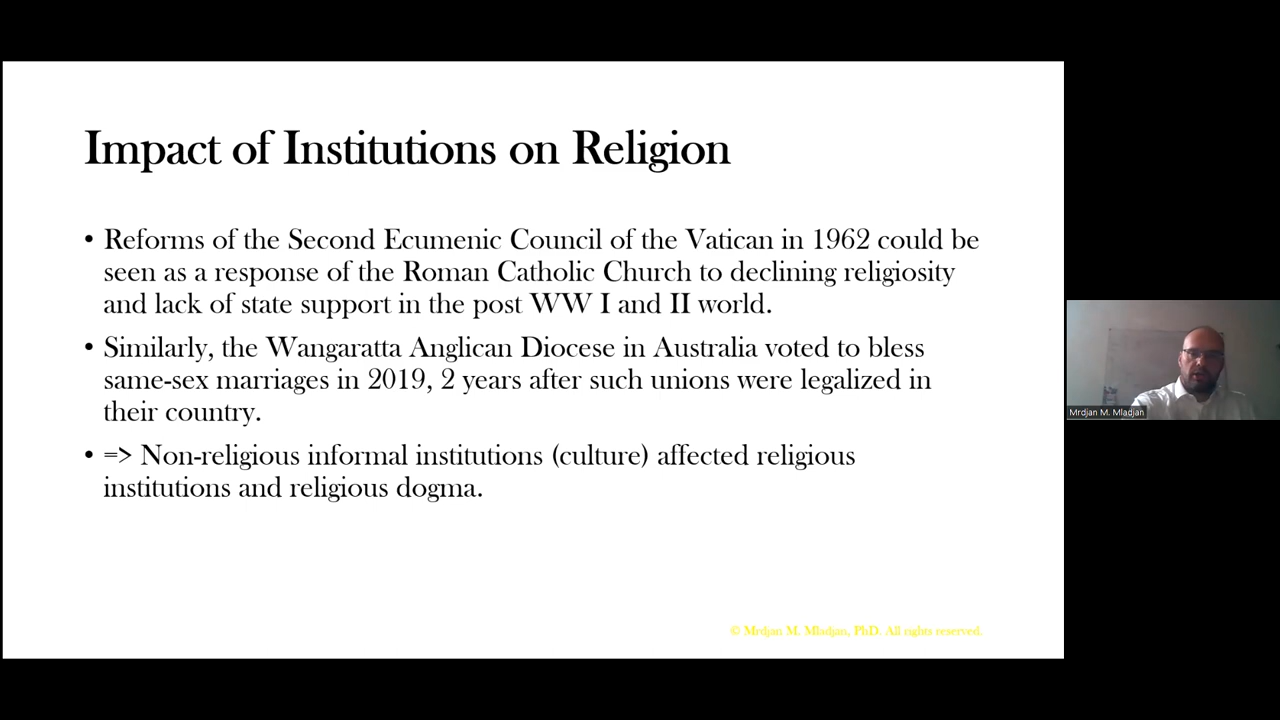 Impact of Institutions on Religion
• Reforms of the Second Ecumenic Council of the Vatican in 1962 could be
seen as a response of the Roman Catholic Church to declining religiosity
and lack of state support in the post WW I and II world.
• Similarly, the Wangaratta Anglican Diocese in Australia voted to bless
same-sex marriages in 2019, 2 years after such unions were legalized in
their country.
• => Non-religious informal institutions (culture) affected religious
institutions and religious dogma.
© Mrdjan M. Mladjan, PhD. All rights reserved.
Mrdjan M. Mladjan